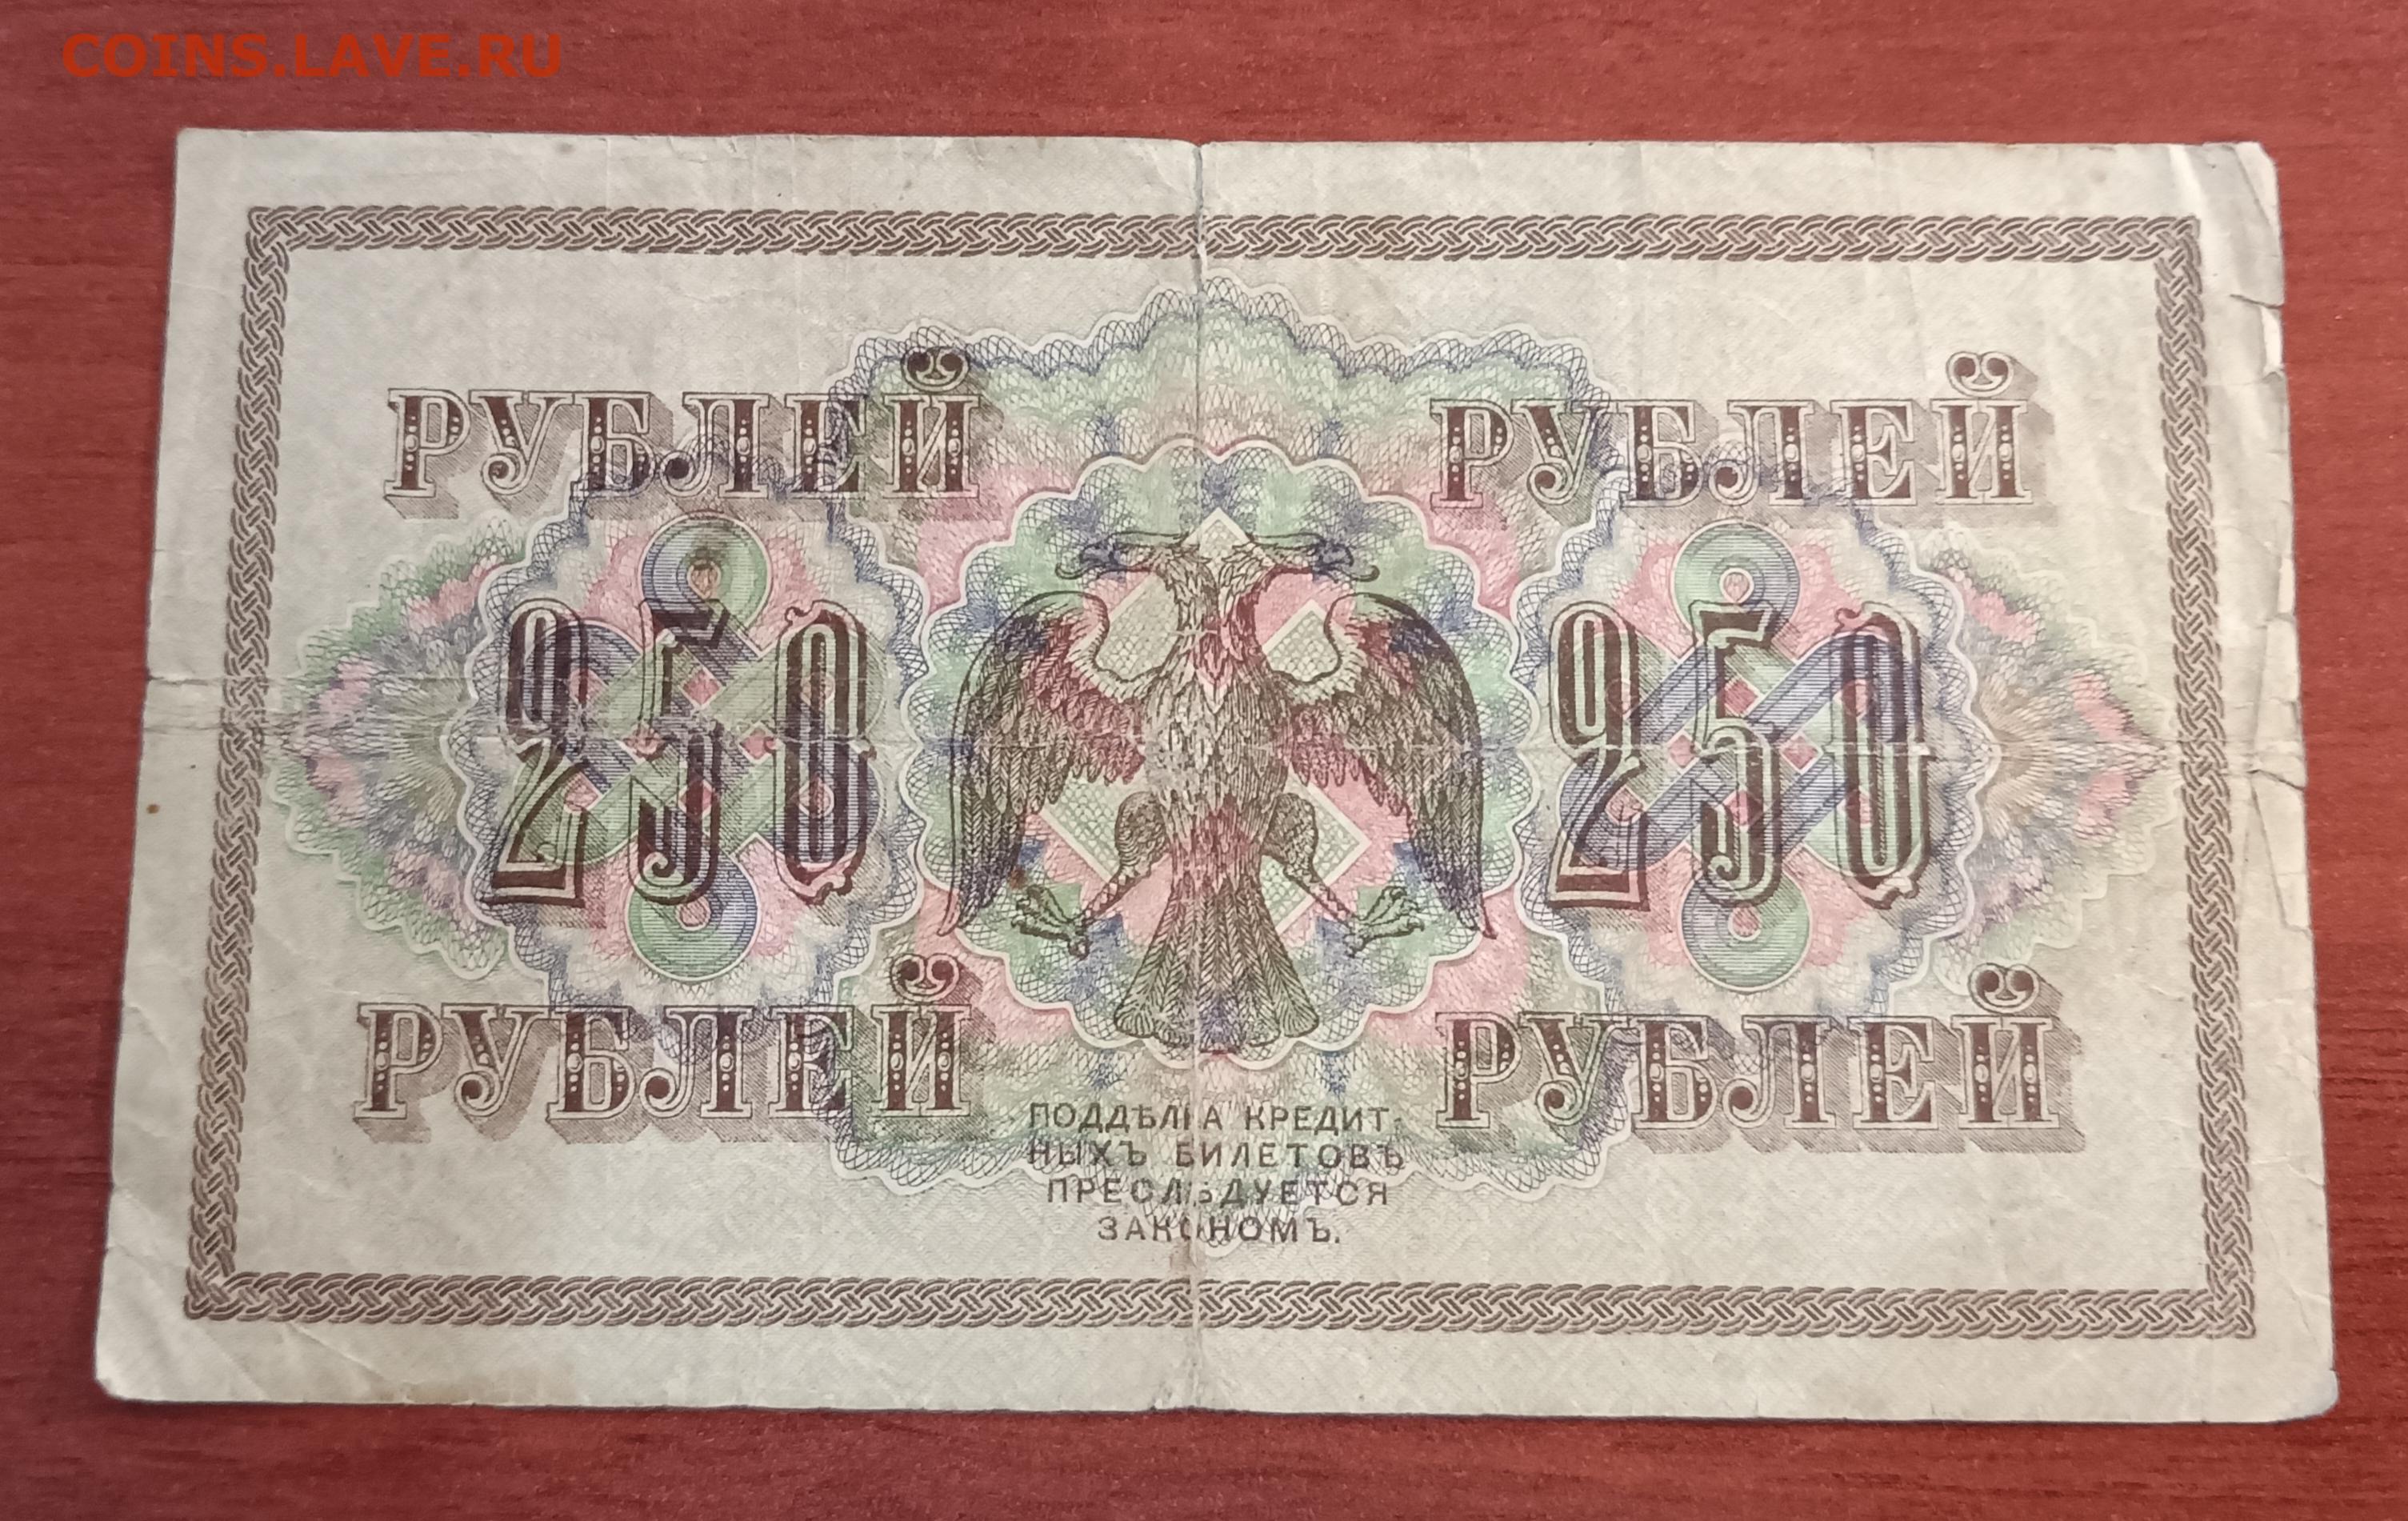 COINS.LAVE.RU
РУБЛЕЙ РУБЛЕЙ
250 250
РУБЛЕЙ РУБЛЕЙ
ПОДДѢЛКА КРЕДИТ-
НЫХЪ БИЛЕТОВЪ
ПРЕСЛѢДУЕТСЯ
ЗАКОНОМЪ.